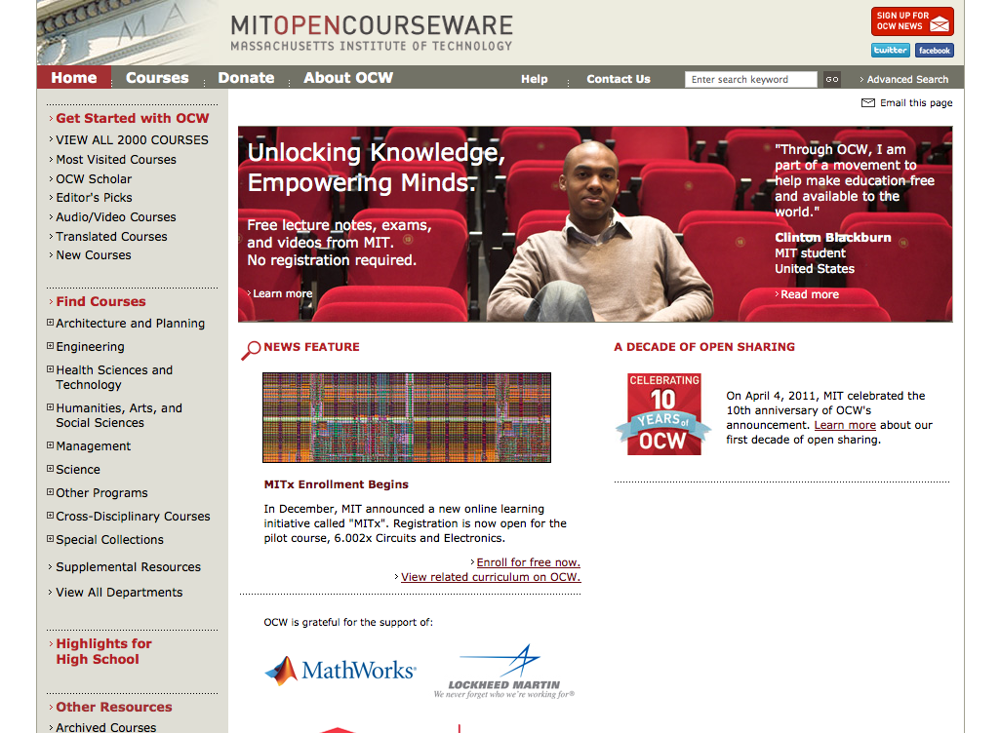 MITOPENCOURSEWARE
MASSACHUSETTS INSTITUTE OF TECHNOLOGY
SIGN UP FOR
OCW NEWS
twitter
facebook
Home
Courses
Donate
About OCW
Help
Contact Us
Enter search keyword
GO
Advanced Search
Email this page
Get Started with OCW
VIEW ALL 2000 COURSES
Most Visited Courses
OCW Scholar
Editor's Picks
Audio/Video Courses
Translated Courses
New Courses
Find Courses
Architecture and Planning
Engineering
Health Sciences and
Technology
Humanities, Arts, and
Social Sciences
Management
Science
Other Programs
Cross-Disciplinary Courses
Special Collections
Supplemental Resources
View All Departments
Highlights for
High School
Other Resources
Archived Courses
Unlocking Knowledge,
Empowering Minds.
Free lecture notes, exams,
and videos from MIT.
No registration required.
Learn more
"Through OCW, I am
part of a movement to
help make education free
and available to the
world."
Clinton Blackburn
MIT student
United States
Read more
NEWS FEATURE
MITx Enrollment Begins
In December, MIT announced a new online learning
initiative called "MITx". Registration is now open for the
pilot course, 6.002x Circuits and Electronics.
Enroll for free now.
View related curriculum on OCW.
A DECADE OF OPEN SHARING
CELEBRATING
10
YEARS of
OCW
On April 4, 2011, MIT celebrated the
10th anniversary of OCW's
announcement. Learn more about our
first decade of open sharing.
OCW is grateful for the support of:
MathWorks®
LOCKHEED MARTIN
We never forget who we're working for®